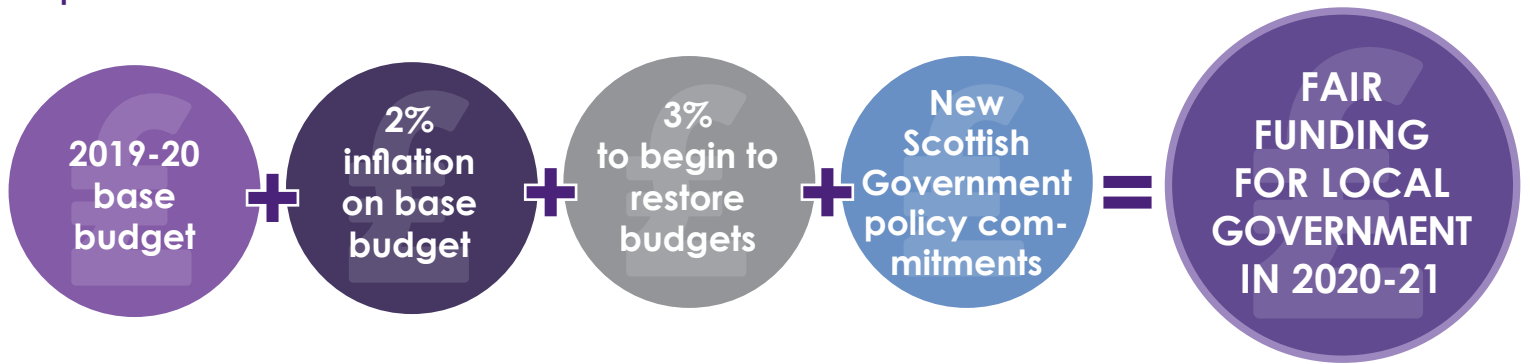 2019-20
base
budget
+
2%
inflation
on base
budget
+
3%
to begin to
restore
budgets
+
New
Scottish
Government
policy com-
mitments
=
FAIR
FUNDING
FOR LOCAL
GOVERNMENT
IN 2020-21